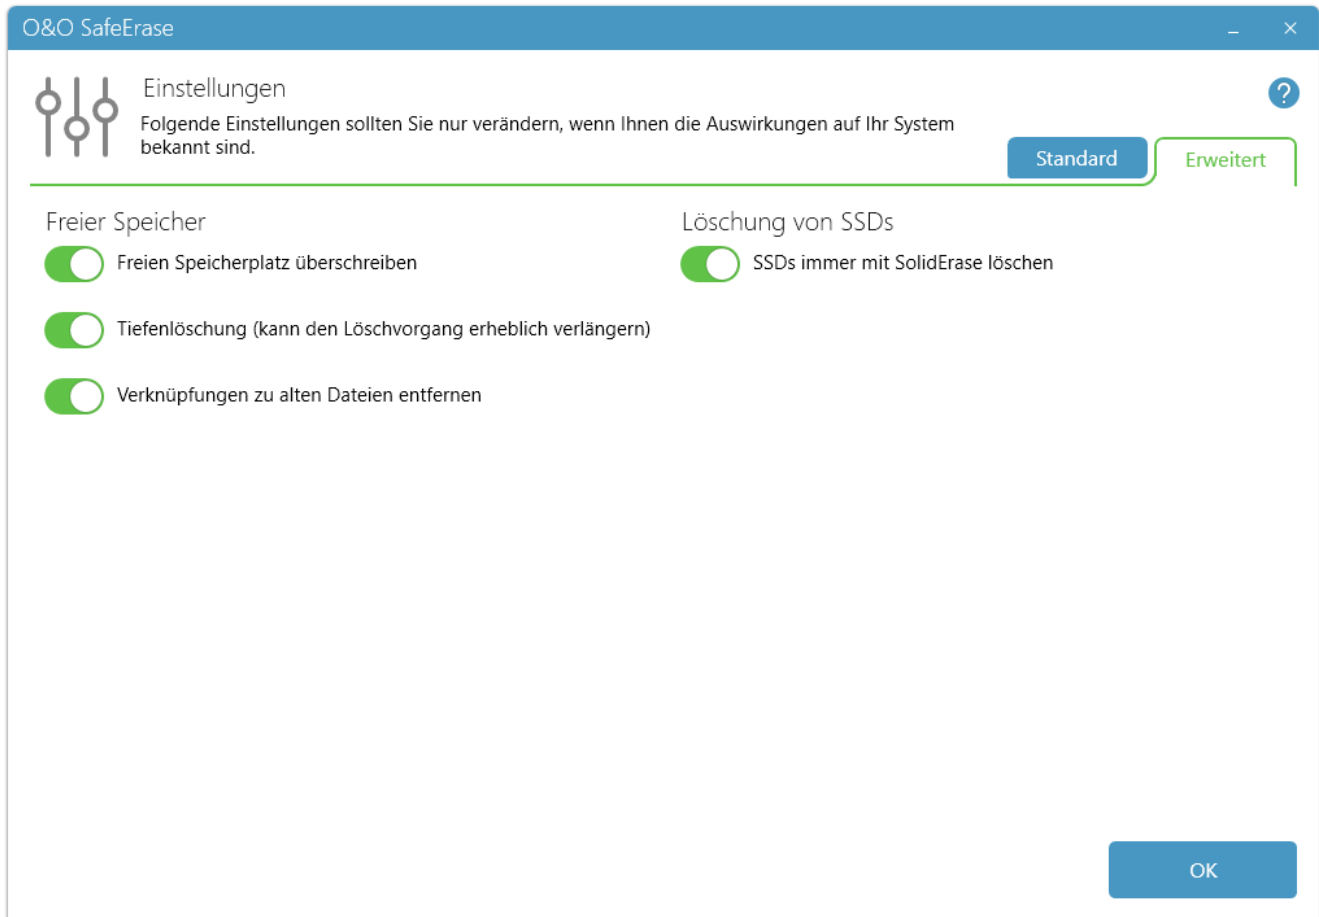 O&O SafeErase
Einstellungen
Folgende Einstellungen sollten Sie nur verändern, wenn Ihnen die Auswirkungen auf Ihr System
bekannt sind.
?
Standard
Erweitert
Freier Speicher
Freien Speicherplatz überschreiben
Tiefenlöschung (kann den Löschvorgang erheblich verlängern)
Verknüpfungen zu alten Dateien entfernen
Löschung von SSDs
SSDs immer mit SolidErase löschen
OK